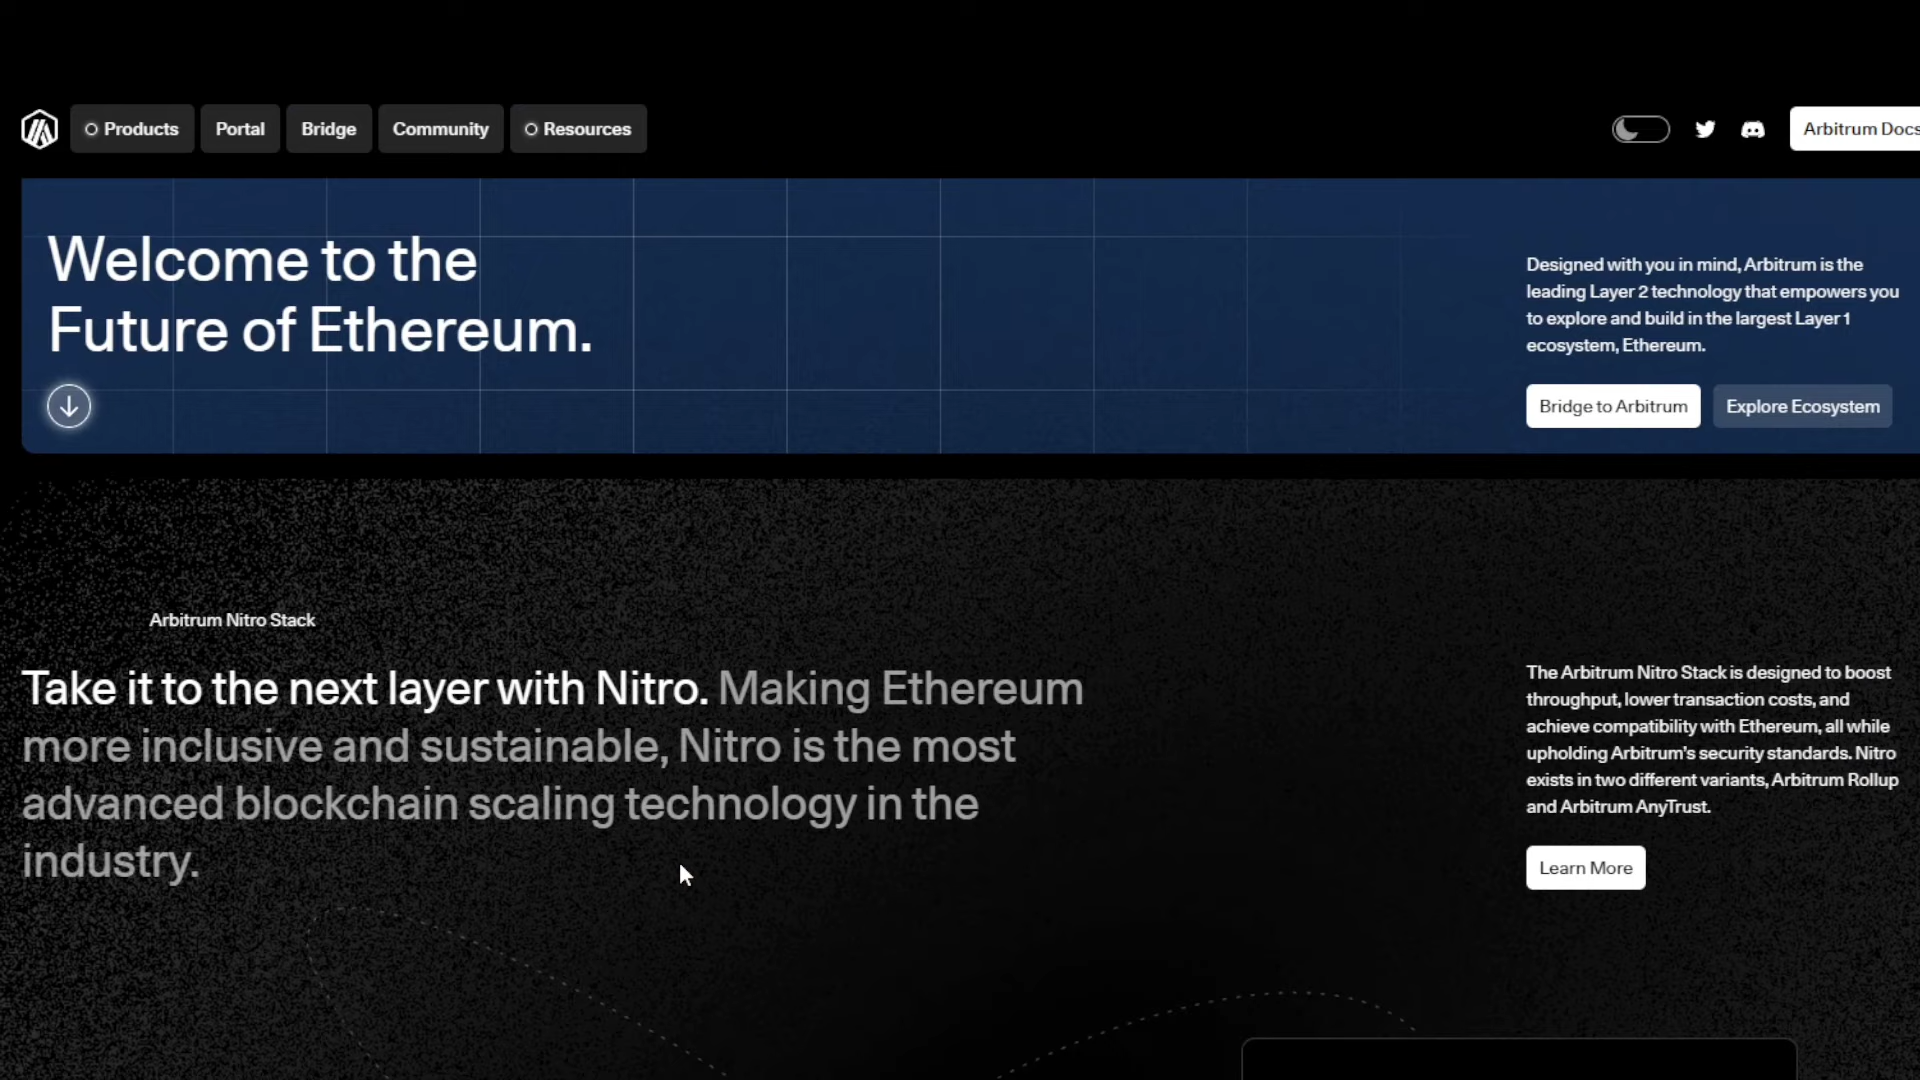 Products
Portal
Bridge
Community
Resources
Arbitrum Docs
Welcome to the
Future of Ethereum.
Designed with you in mind, Arbitrum is the
leading Layer 2 technology that empowers you
to explore and build in the largest Layer 1
ecosystem, Ethereum.
Bridge to Arbitrum
Explore Ecosystem
Arbitrum Nitro Stack
Take it to the next layer with Nitro. Making Ethereum
more inclusive and sustainable, Nitro is the most
advanced blockchain scaling technology in the
industry.
The Arbitrum Nitro Stack is designed to boost
throughput, lower transaction costs, and
achieve compatibility with Ethereum, all while
upholding Arbitrum's security standards. Nitro
exists in two different variants, Arbitrum Rollup
and Arbitrum AnyTrust.
Learn More